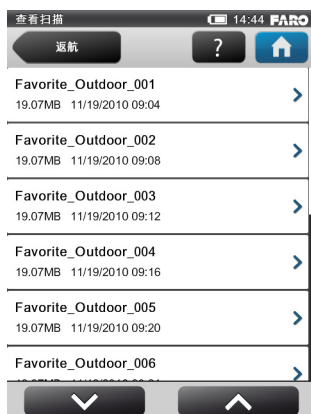 查看扫描 14:44 FARO
返航 ?
Favorite_Outdoor_001
19.07MB 11/19/2010 09:04
Favorite_Outdoor_002
19.07MB 11/19/2010 09:08
Favorite_Outdoor_003
19.07MB 11/19/2010 09:12
Favorite_Outdoor_004
19.07MB 11/19/2010 09:16
Favorite_Outdoor_005
19.07MB 11/19/2010 09:20
Favorite_Outdoor_006